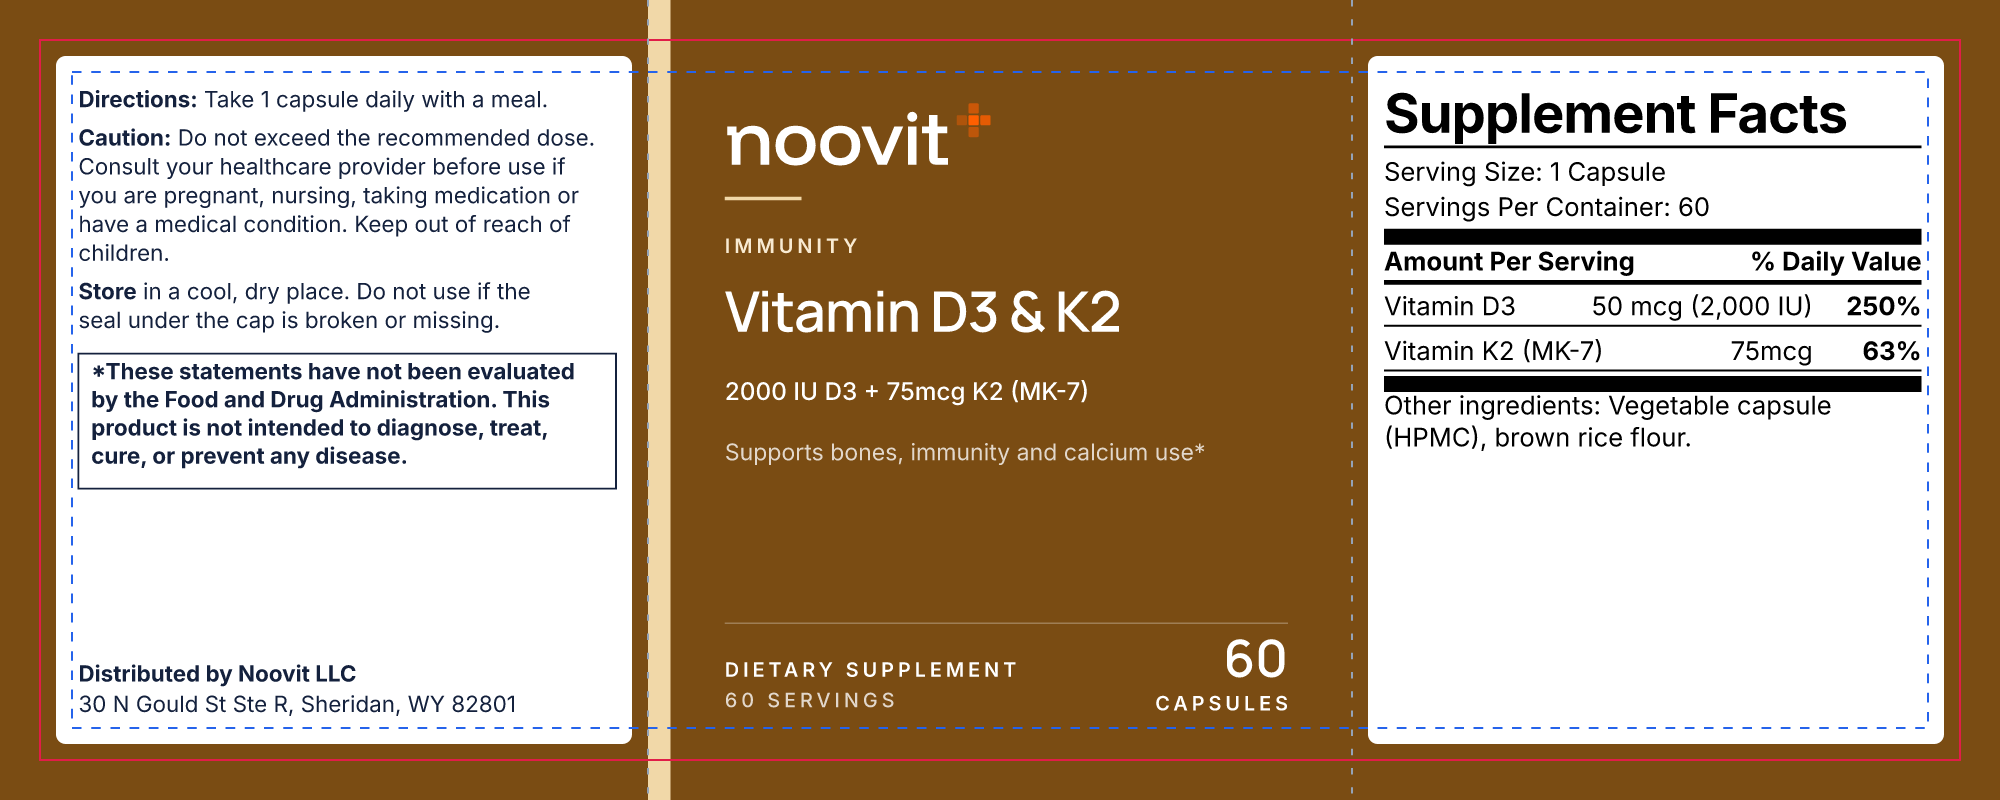 Directions: Take 1 capsule daily with a meal.
Caution: Do not exceed the recommended dose.
Consult your healthcare provider before use if
you are pregnant, nursing, taking medication or
have a medical condition. Keep out of reach of
children.
Store in a cool, dry place. Do not use if the
seal under the cap is broken or missing.
*These statements have not been evaluated
by the Food and Drug Administration. This
product is not intended to diagnose, treat,
cure, or prevent any disease.
Distributed by Noovit LLC
30 N Gould St Ste R, Sheridan, WY 82801
noovit
IMMUNITY
Vitamin D3 & K2
2000 IU D3 + 75mcg K2 (MK-7)
Supports bones, immunity and calcium use*
DIETARY SUPPLEMENT
60 SERVINGS
60
CAPSULES
Supplement Facts
Serving Size: 1 Capsule
Servings Per Container: 60
Amount Per Serving % Daily Value
Vitamin D3 50 mcg (2,000 IU) 250%
Vitamin K2 (MK-7) 75mcg 63%
Other ingredients: Vegetable capsule
(HPMC), brown rice flour.